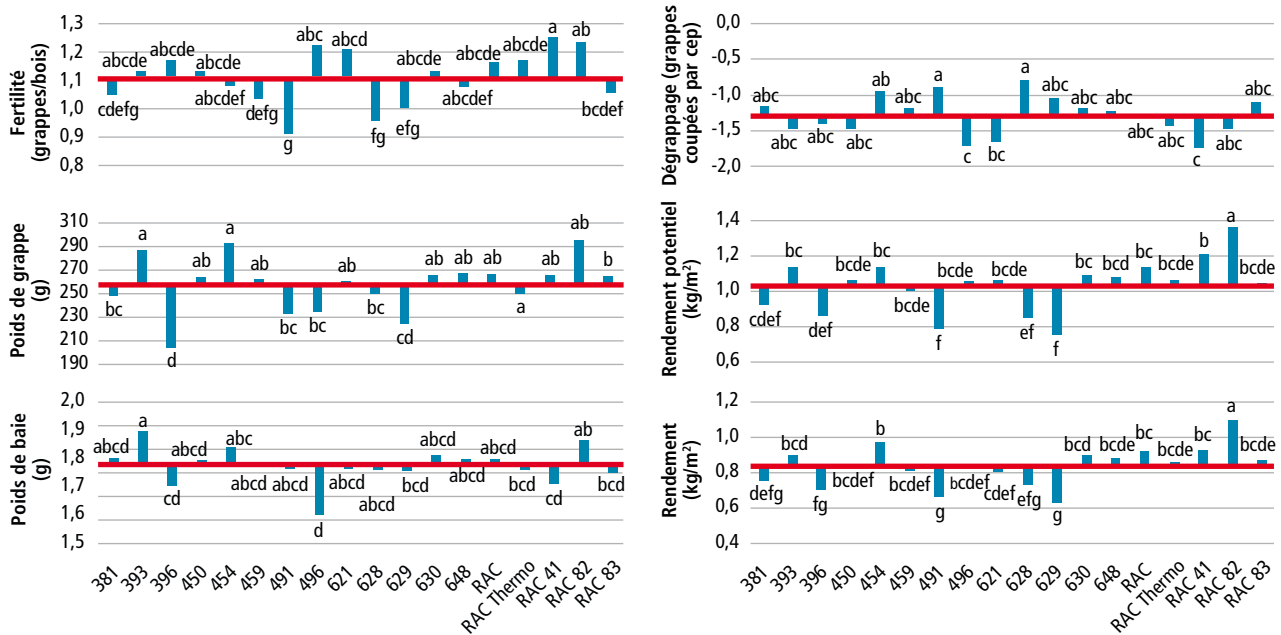 Fertilité
(grappes/bois)
1,3
1,2
1,1
1,0
0,9
0,8
cdefg
abcde
abcde
abcde
abcdef
defg
g
abc
abcd
fg
efg
abcde
abcdef
abcde
abcde
a
ab
bcdef
Poids de grappe
(g)
310
290
270
250
230
210
190
bc
a
d
ab
a
ab
bc
bc
ab
bc
cd
ab
ab
ab
a
ab
ab
b
Poids de baie
(g)
2,0
1,9
1,8
1,7
1,6
1,5
abcd
a
cd
abcd
abc
abcd
abcd
d
abcd
abcd
bcd
abcd
abcd
abcd
bcd
cd
ab
bcd
381
393
396
450
454
459
491
496
621
628
629
630
648
RAC
RAC Thermo
RAC 41
RAC 82
RAC 83
Dégrappage (grappes
coupées par cep)
0,0
-0,5
-1,0
-1,5
-2,0
abc
abc
abc
abc
ab
abc
a
c
bc
a
abc
abc
abc
abc
abc
c
abc
abc
Rendement potentiel
(kg/m²)
1,4
1,2
1,0
0,8
0,6
cdef
bc
def
bcde
bc
bcde
f
bcde
bcde
ef
f
bc
bcd
bc
bcde
b
a
bcde
Rendement
(kg/m²)
1,2
1,0
0,8
0,6
0,4
defg
bcd
fg
bcdef
b
bcdef
g
bcdef
cdef
efg
g
bcd
bcde
bc
bcde
bc
a
bcde
381
393
396
450
454
459
491
496
621
628
629
630
648
RAC
RAC Thermo
RAC 41
RAC 82
RAC 83